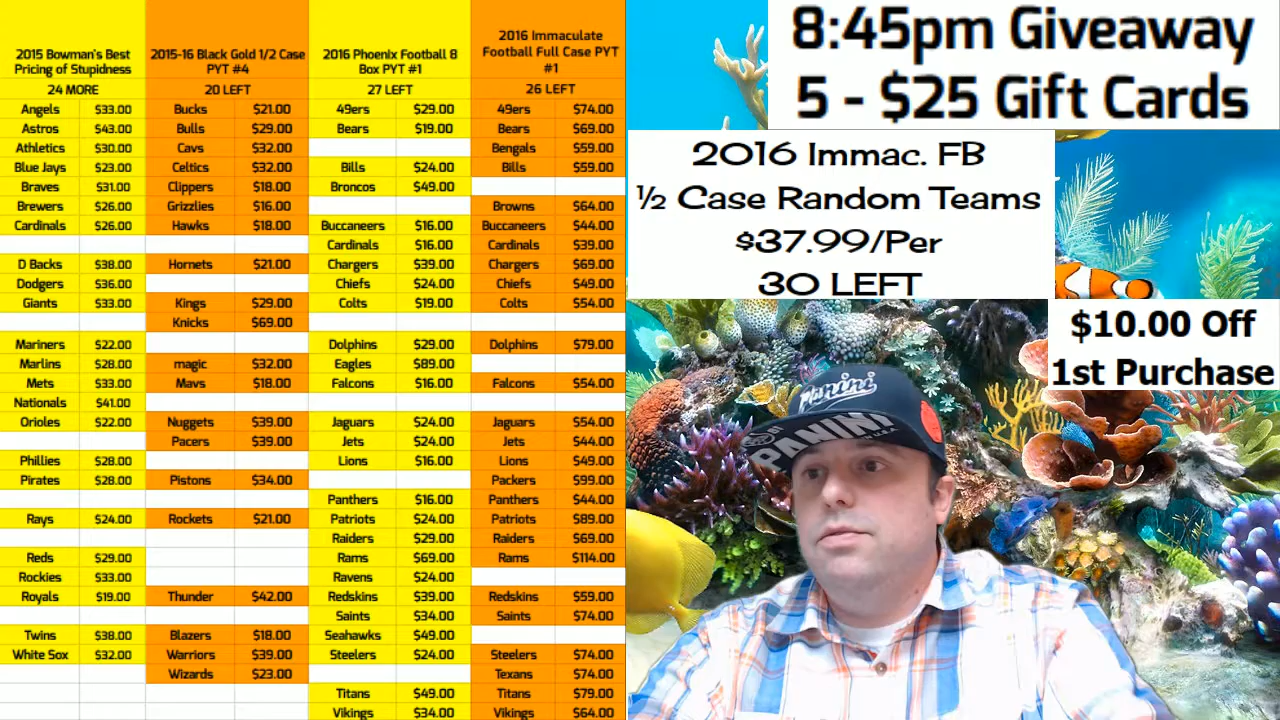 2015 Bowman's Best
Pricing of Stupidness
24 MORE
Angels $33.00
Astros $43.00
Athletics $30.00
Blue Jays $23.00
Braves $31.00
Brewers $26.00
Cardinals $26.00
D Backs $38.00
Dodgers $36.00
Giants $33.00
Mariners $22.00
Marlins $28.00
Mets $33.00
Nationals $41.00
Orioles $22.00
Phillies $28.00
Pirates $28.00
Rays $24.00
Reds $29.00
Rockies $33.00
Royals $19.00
Twins $38.00
White Sox $32.00
2015-16 Black Gold 1/2 Case
PYT #4
20 LEFT
Bucks $21.00
Bulls $29.00
Cavs $32.00
Celtics $32.00
Clippers $18.00
Grizzlies $16.00
Hawks $18.00
Hornets $21.00
Kings $29.00
Knicks $69.00
magic $32.00
Mavs $18.00
Nuggets $39.00
Pacers $39.00
Pistons $34.00
Rockets $21.00
Thunder $42.00
Blazers $18.00
Warriors $39.00
Wizards $23.00
2016 Phoenix Football 8
Box PYT #1
27 LEFT
49ers $29.00
Bears $19.00
Bills $24.00
Broncos $49.00
Buccaneers $16.00
Cardinals $16.00
Chargers $39.00
Chiefs $24.00
Colts $19.00
Dolphins $29.00
Eagles $89.00
Falcons $16.00
Jaguars $24.00
Jets $24.00
Lions $16.00
Panthers $16.00
Patriots $24.00
Raiders $29.00
Rams $69.00
Ravens $24.00
Redskins $39.00
Saints $34.00
Seahawks $49.00
Steelers $24.00
Titans $49.00
Vikings $34.00
2016 Immaculate
Football Full Case PYT
#1
26 LEFT
49ers $74.00
Bears $69.00
Bengals $59.00
Bills $59.00
Browns $64.00
Buccaneers $44.00
Cardinals $39.00
Chargers $69.00
Chiefs $49.00
Colts $54.00
Dolphins $79.00
Falcons $54.00
Jaguars $54.00
Jets $44.00
Lions $49.00
Packers $99.00
Panthers $44.00
Patriots $89.00
Raiders $69.00
Rams $114.00
Redskins $59.00
Saints $74.00
Steelers $74.00
Texans $74.00
Titans $79.00
Vikings $64.00
8:45pm Giveaway
5 - $25 Gift Cards
2016 Immac. FB
½ Case Random Teams
$37.99/Per
30 LEFT
$10.00 Off
1st Purchase
Panini
PANINI